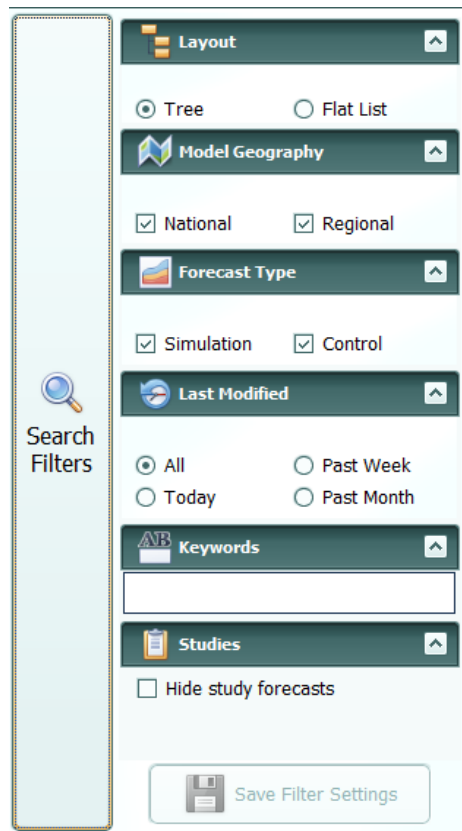 Search
Filters
Layout
Tree
Flat List
Model Geography
National
Regional
Forecast Type
Simulation
Control
Last Modified
All
Past Week
Today
Past Month
AB
Keywords
Studies
Hide study forecasts
Save Filter Settings